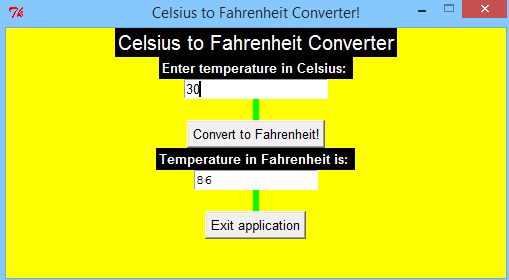 Celsius to Fahrenheit Converter!
Celsius to Fahrenheit Converter
Enter temperature in Celsius:
30
Convert to Fahrenheit!
Temperature in Fahrenheit is:
86
Exit application